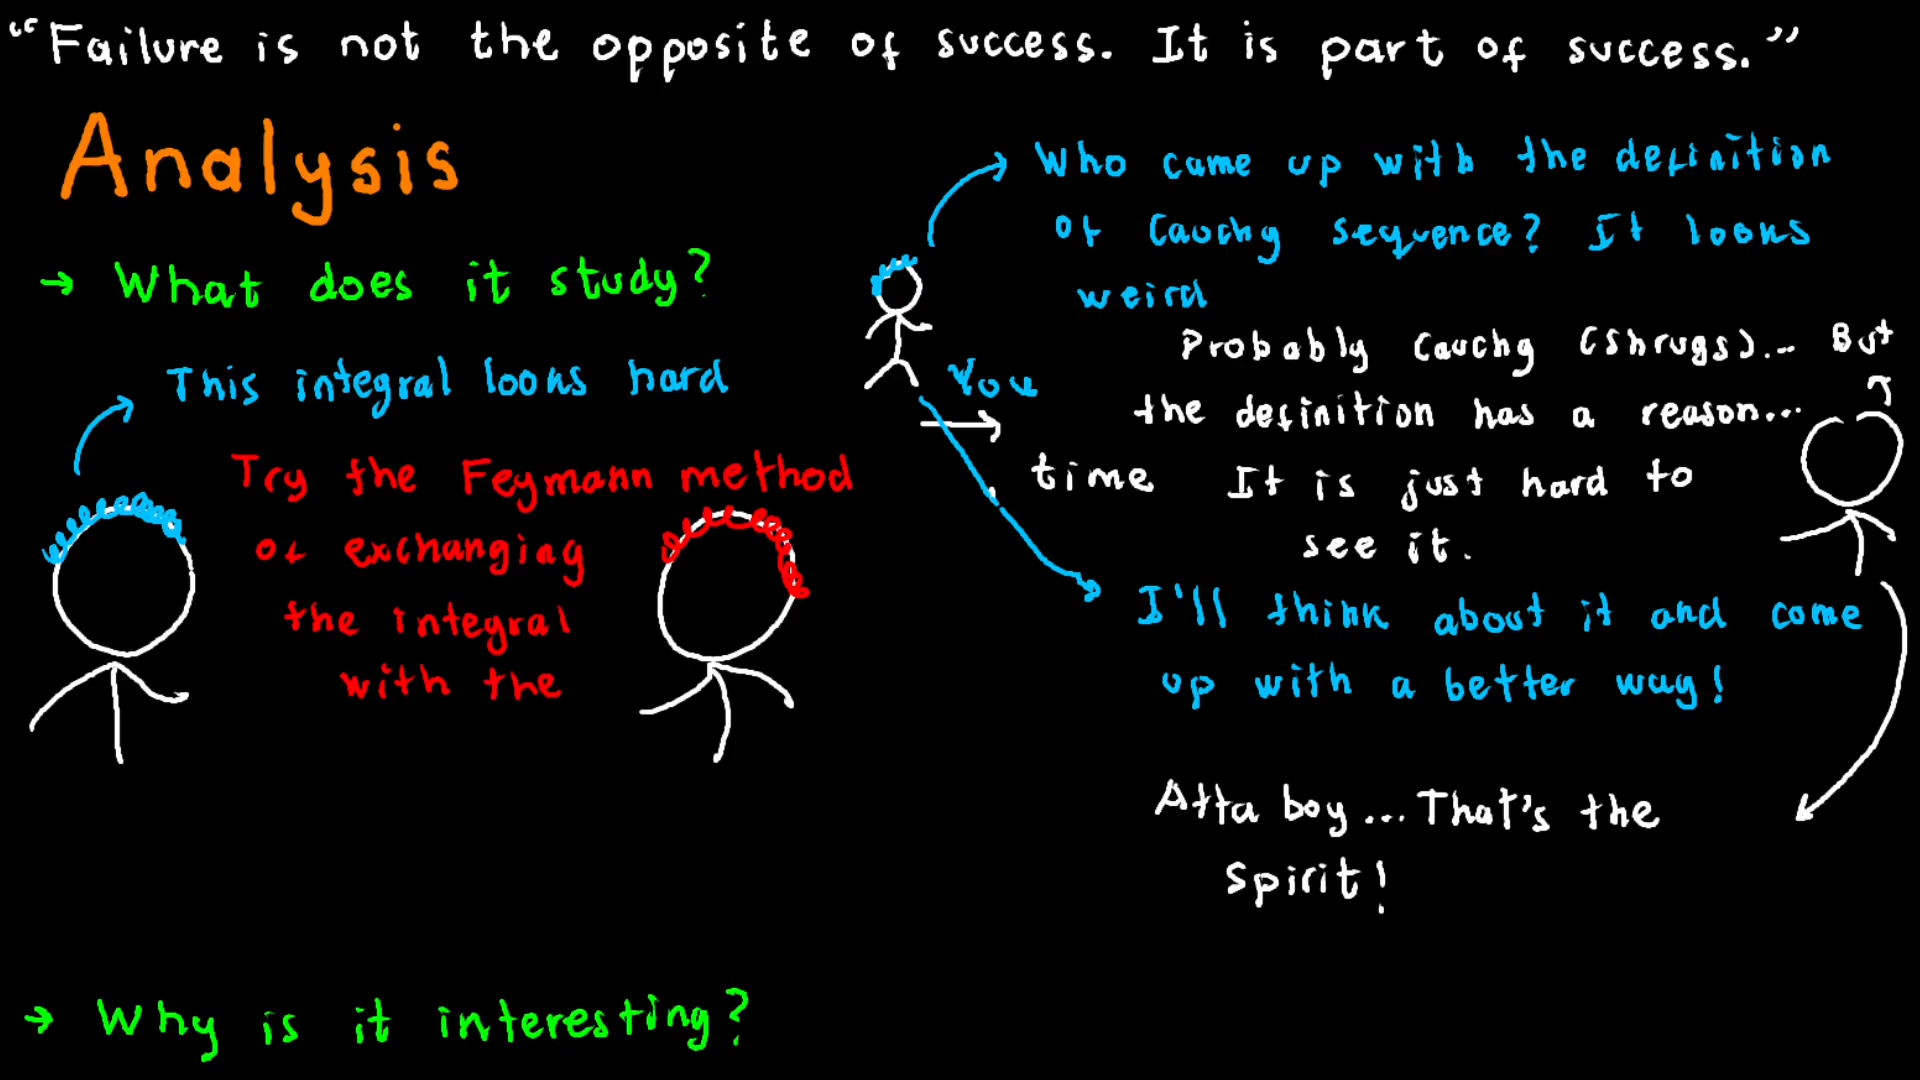 “Failure is not the opposite of success. It is part of success.”
Analysis
→ What does it study?
This integral looks hard
Try the Feymann method
of exchanging
the integral
with the
Who came up with the definition
of Cauchy sequence? It looks
weird
You
time
Probably Cauchy (shrugs)... But
the definition has a reason...
It is just hard to
see it.
I'll think about it and come
up with a better way!
Atta boy... That's the
spirit!
→ Why is it interesting?